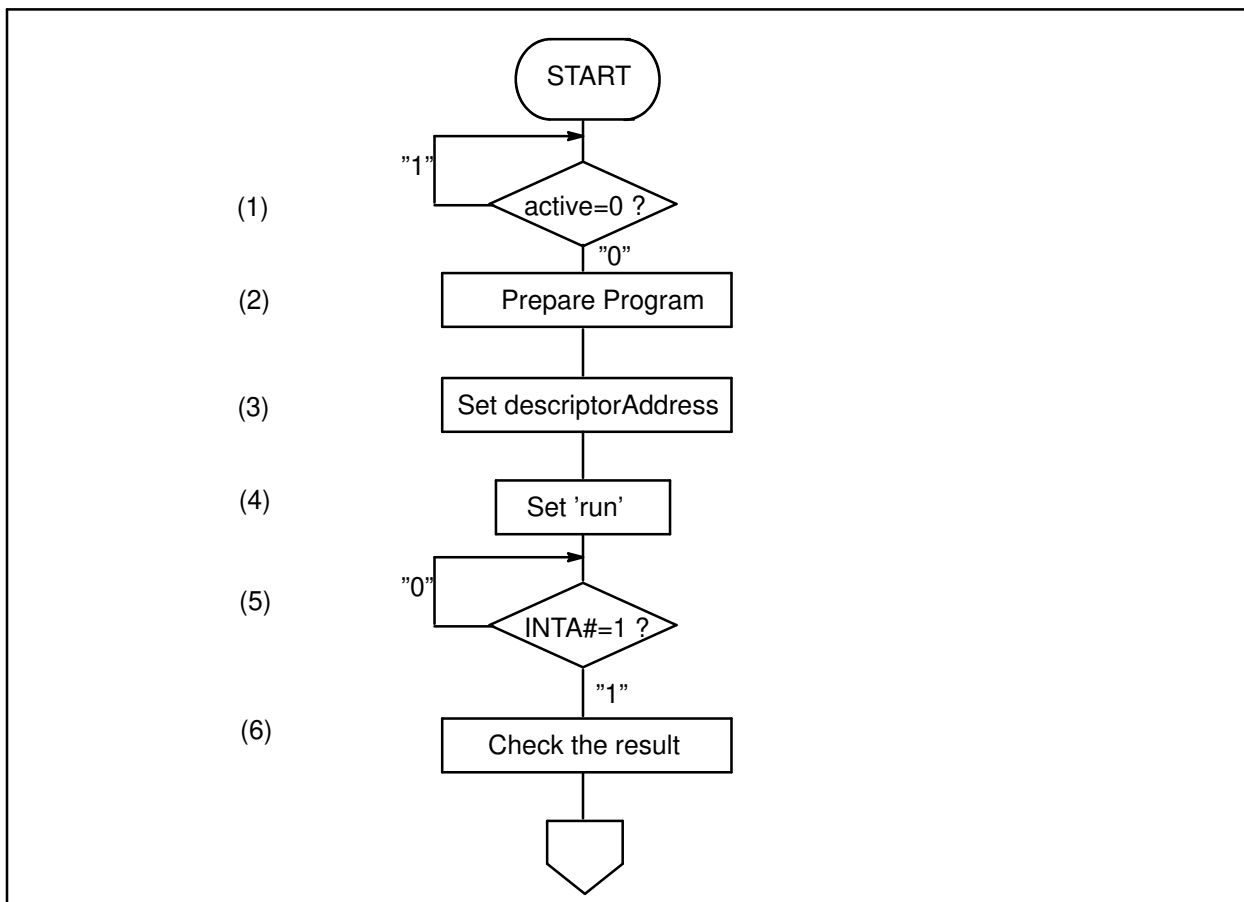 START
”1”
(1)
active=0 ?
”0”
(2)
Prepare Program
(3)
Set descriptorAddress
(4)
Set ’run’
”0”
(5)
INTA#=1 ?
”1”
(6)
Check the result